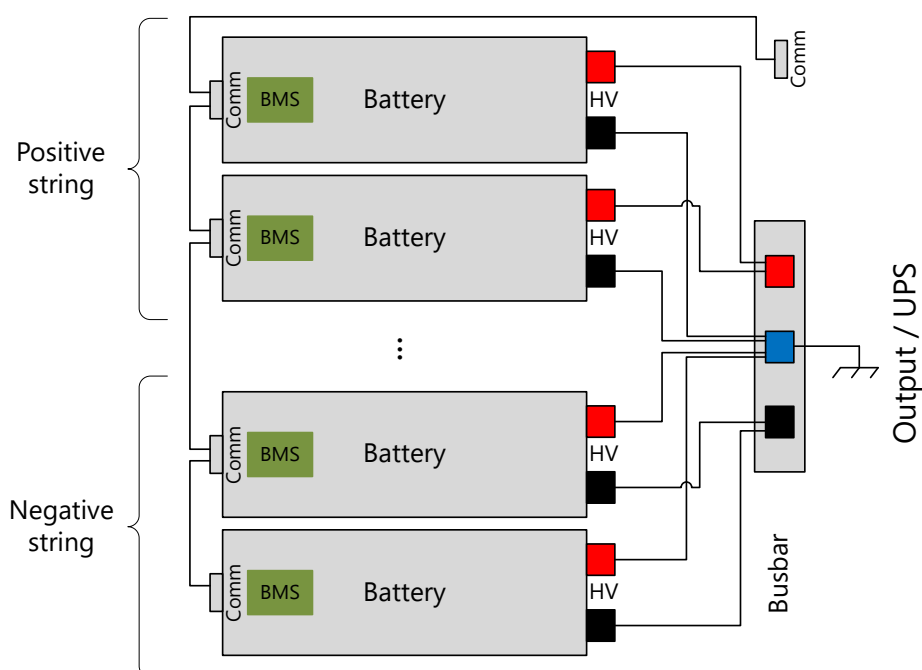 Comm
Positive
string
Comm
BMS
Battery
HV
Comm
BMS
Battery
HV
...
Output / UPS
Negative
string
Comm
BMS
Battery
HV
Comm
BMS
Battery
HV
Busbar